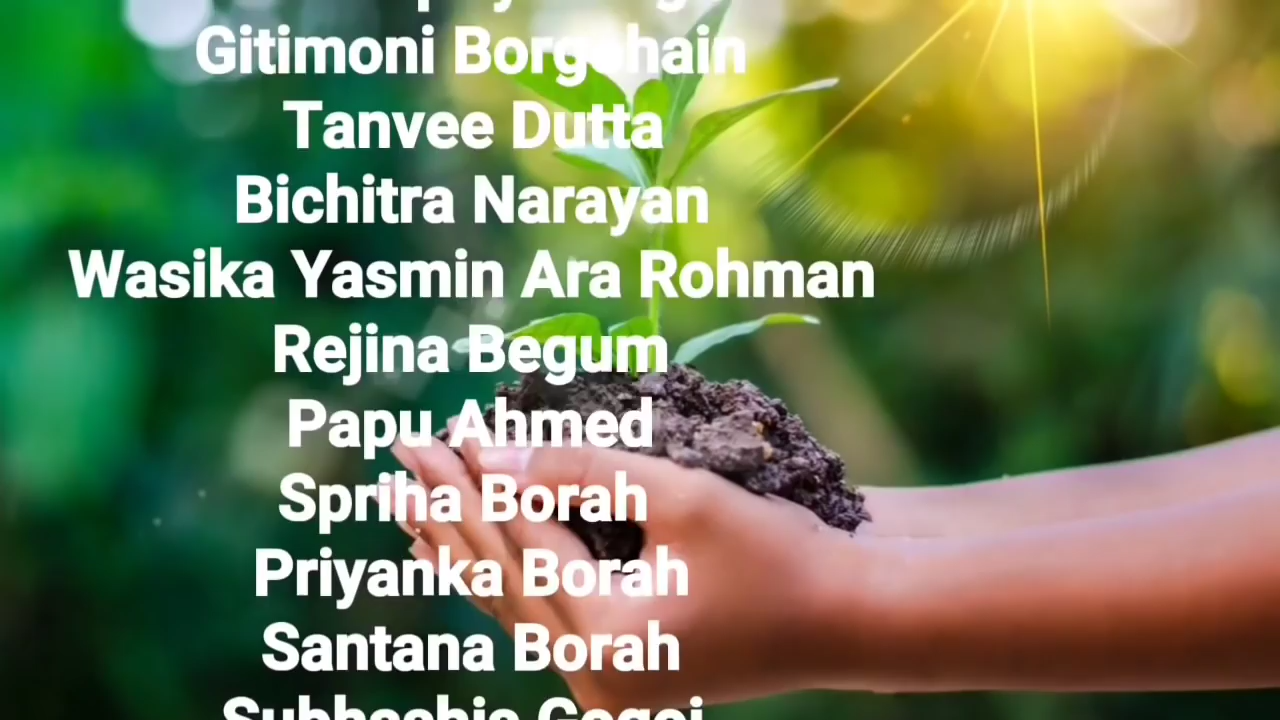 Gitimoni Borgohain
Tanvee Dutta
Bichitra Narayan
Wasika Yasmin Ara Rohman
Rejina Begum
Papu Ahmed
Spriha Borah
Priyanka Borah
Santana Borah